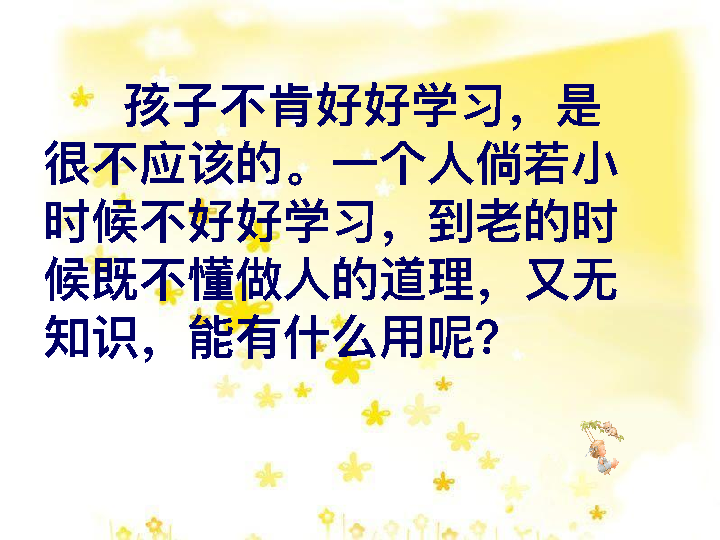 孩子不肯好好学习，是
很不应该的。一个人倘若小
时候不好好学习，到老的时
候既不懂做人的道理，又无
知识，能有什么用呢?